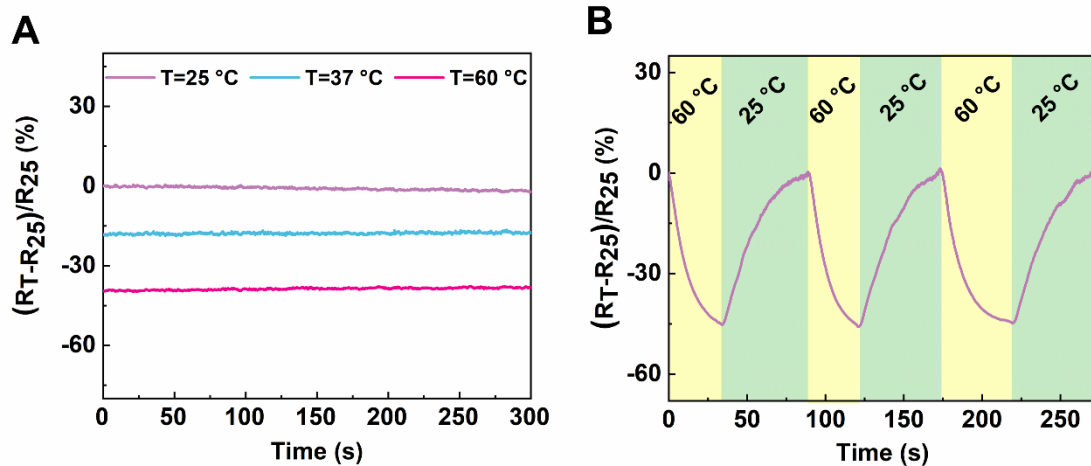 A
T=25 °C T=37 °C T=60 °C
30
0
-30
-60
(RT-R25)/R25 (%)
0 50 100 150 200 250 300
Time (s)
B
60 °C 25 °C 60 °C 25 °C 60 °C 25 °C
30
0
-30
-60
(RT-R25)/R25 (%)
0 50 100 150 200 250
Time (s)